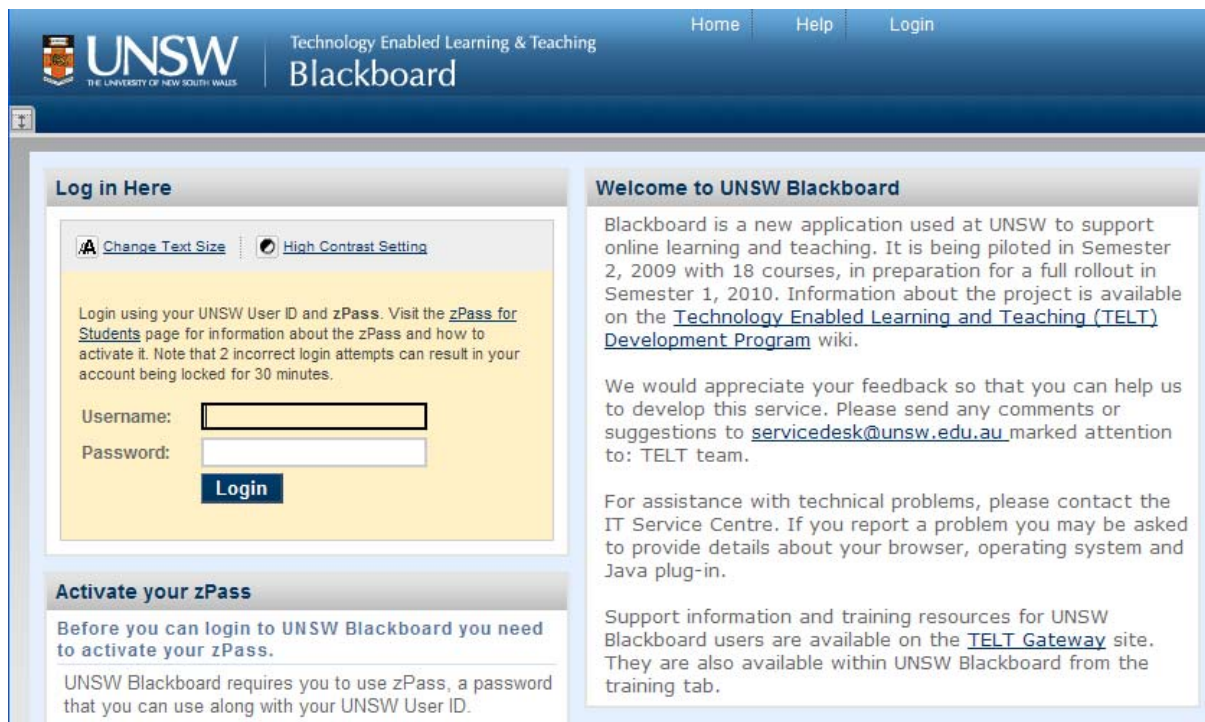 Home Help Login
UNSW
THE UNIVERSITY OF NEW SOUTH WALES
Technology Enabled Learning & Teaching
Blackboard
Log in Here
Change Text Size High Contrast Setting
Login using your UNSW User ID and zPass. Visit the zPass for
Students page for information about the zPass and how to
activate it. Note that 2 incorrect login attempts can result in your
account being locked for 30 minutes.
Username:
Password:
Login
Activate your zPass
Before you can login to UNSW Blackboard you need
to activate your zPass.
UNSW Blackboard requires you to use zPass, a password
that you can use along with your UNSW User ID.
Welcome to UNSW Blackboard
Blackboard is a new application used at UNSW to support
online learning and teaching. It is being piloted in Semester
2, 2009 with 18 courses, in preparation for a full rollout in
Semester 1, 2010. Information about the project is available
on the Technology Enabled Learning and Teaching (TELT)
Development Program wiki.
We would appreciate your feedback so that you can help us
to develop this service. Please send any comments or
suggestions to servicedesk@unsw.edu.au marked attention
to: TELT team.
For assistance with technical problems, please contact the
IT Service Centre. If you report a problem you may be asked
to provide details about your browser, operating system and
Java plug-in.
Support information and training resources for UNSW
Blackboard users are available on the TELT Gateway site.
They are also available within UNSW Blackboard from the
training tab.